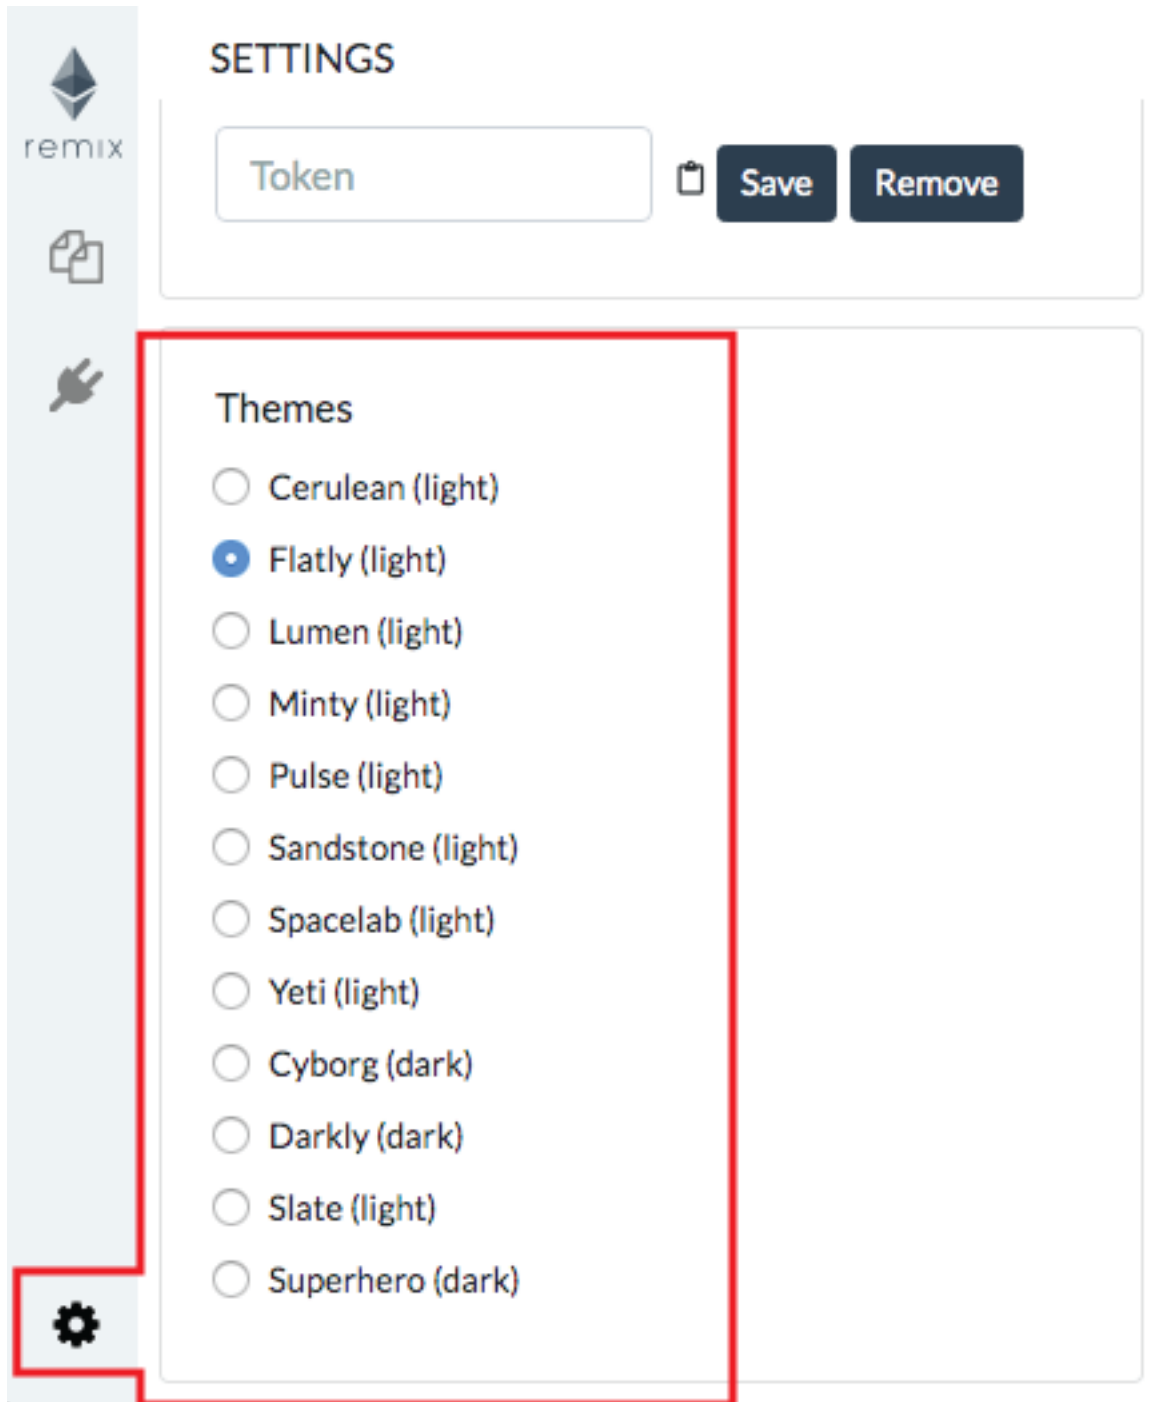 SETTINGS
remix
Token
Save Remove
Themes
Cerulean (light)
Flatly (light)
Lumen (light)
Minty (light)
Pulse (light)
Sandstone (light)
Spacelab (light)
Yeti (light)
Cyborg (dark)
Darkly (dark)
Slate (light)
Superhero (dark)